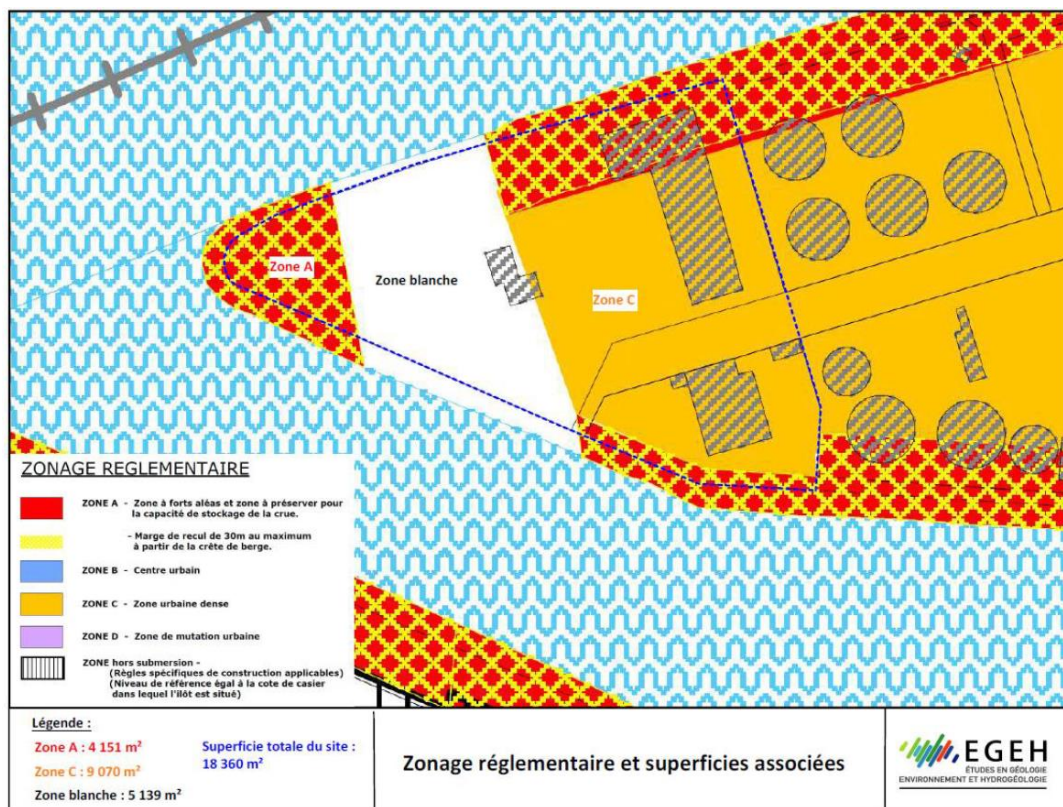 Zone A
Zone blanche
Zone C
ZONAGE REGLEMENTAIRE
ZONE A - Zone à forts aléas et zone à préserver pour
la capacité de stockage de la crue.
- Marge de recul de 30m au maximum
à partir de la crête de berge.
ZONE B - Centre urbain
ZONE C - Zone urbaine dense
ZONE D - Zone de mutation urbaine
ZONE hors submersion -
(Règles spécifiques de construction applicables)
(Niveau de référence égal à la cote de casier
dans lequel l'ilôt est situé)
Légende :
Zone A : 4 151 m²
Zone C : 9 070 m²
Zone blanche : 5 139 m²
Superficie totale du site :
18 360 m²
Zonage réglementaire et superficies associées
EGEH
ÉTUDES EN GÉOLOGIE
ENVIRONNEMENT ET HYDROGÉOLOGIE